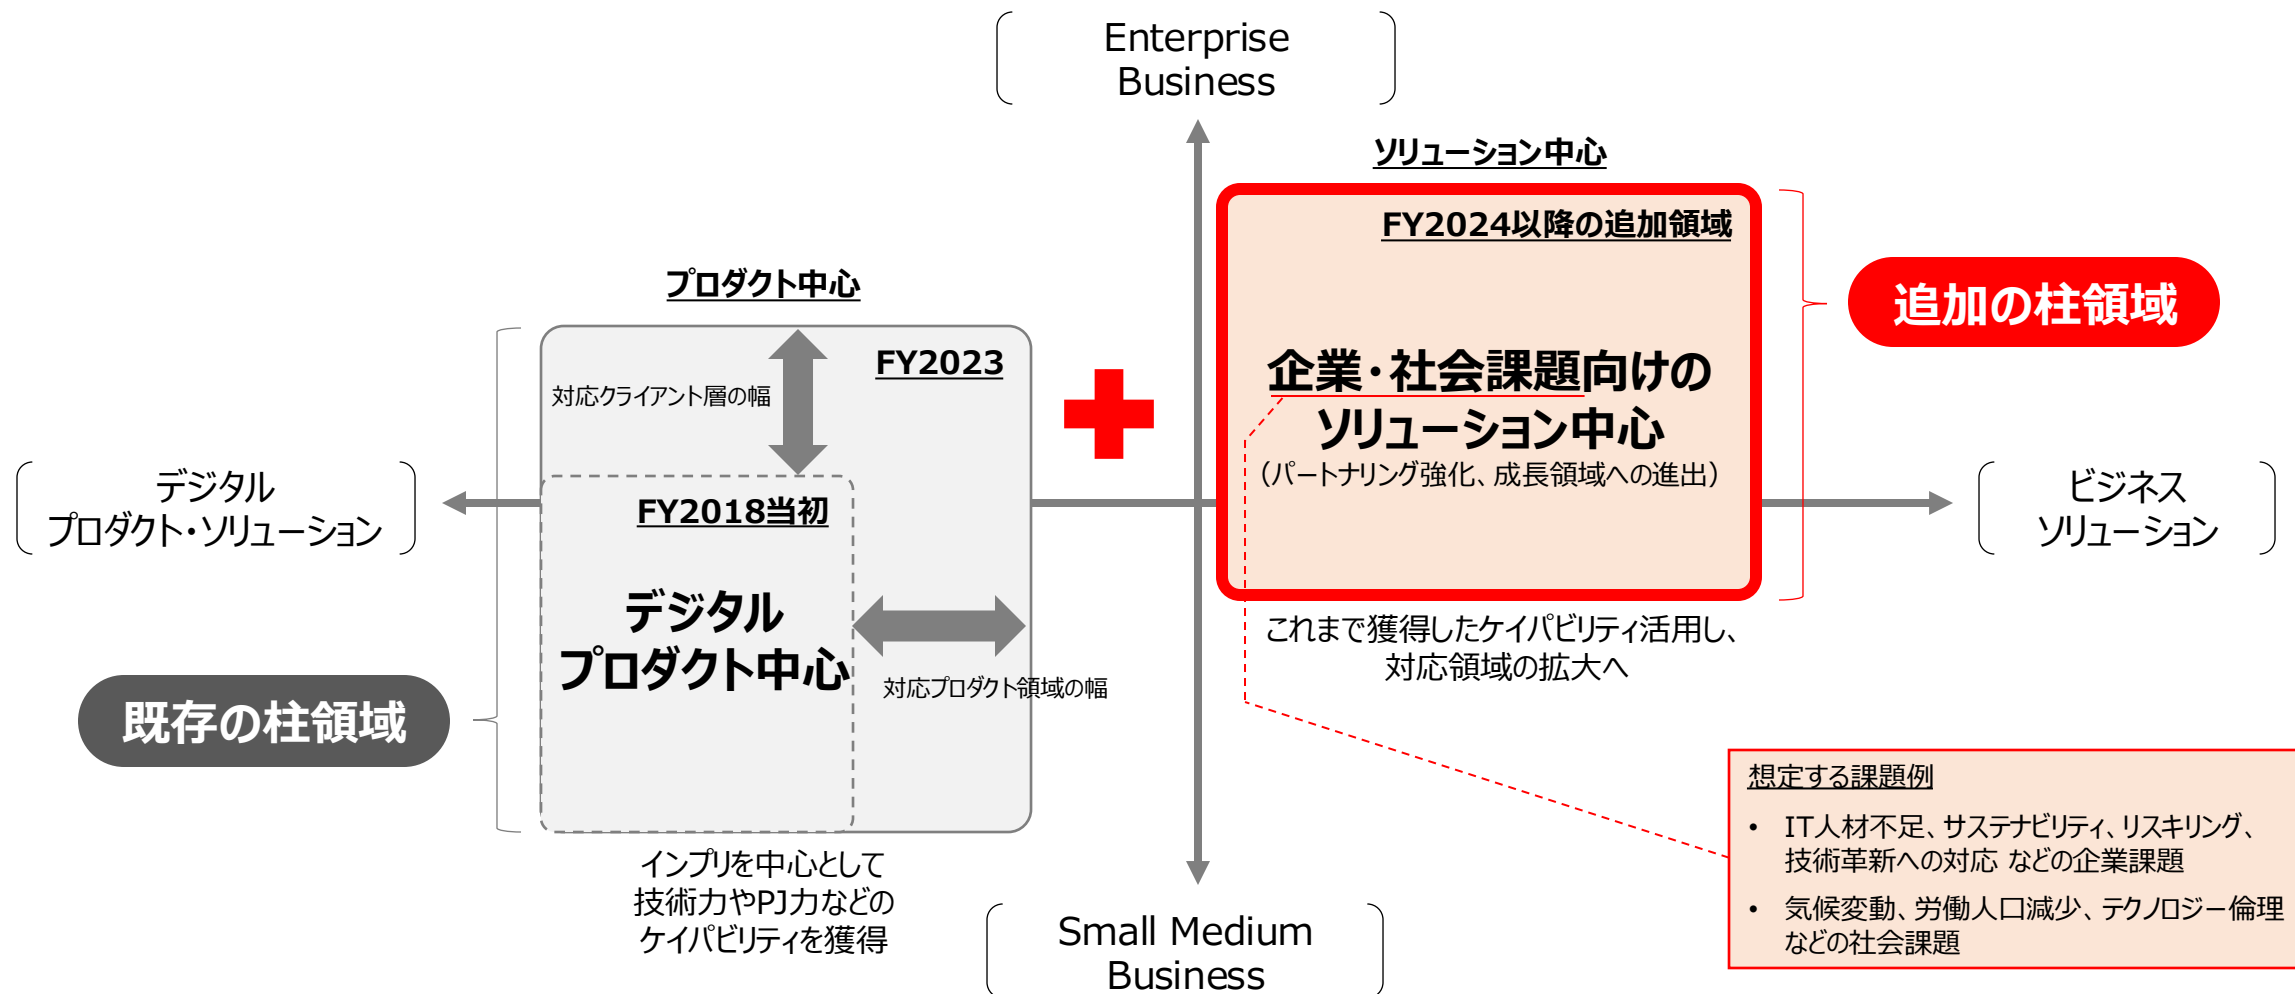 Enterprise
Business
ソリューション中心
FY2024以降の追加領域
追加の柱領域
プロダクト中心
FY2023
対応クライアント層の幅
企業・社会課題向けの
ソリューション中心
（パートナリング強化、成長領域への進出）
デジタル
プロダクト・ソリューション
FY2018当初
ビジネス
ソリューション
デジタル
プロダクト中心
対応プロダクト領域の幅
既存の柱領域
これまで獲得したケイパビリティ活用し、
対応領域の拡大へ
インプリを中心として
技術力やPJ力などの
ケイパビリティを獲得
想定する課題例
• IT人材不足、サステナビリティ、リスキリング、
技術革新への対応 などの企業課題
• 気候変動、労働人口減少、テクノロジー倫理
などの社会課題
Small Medium
Business